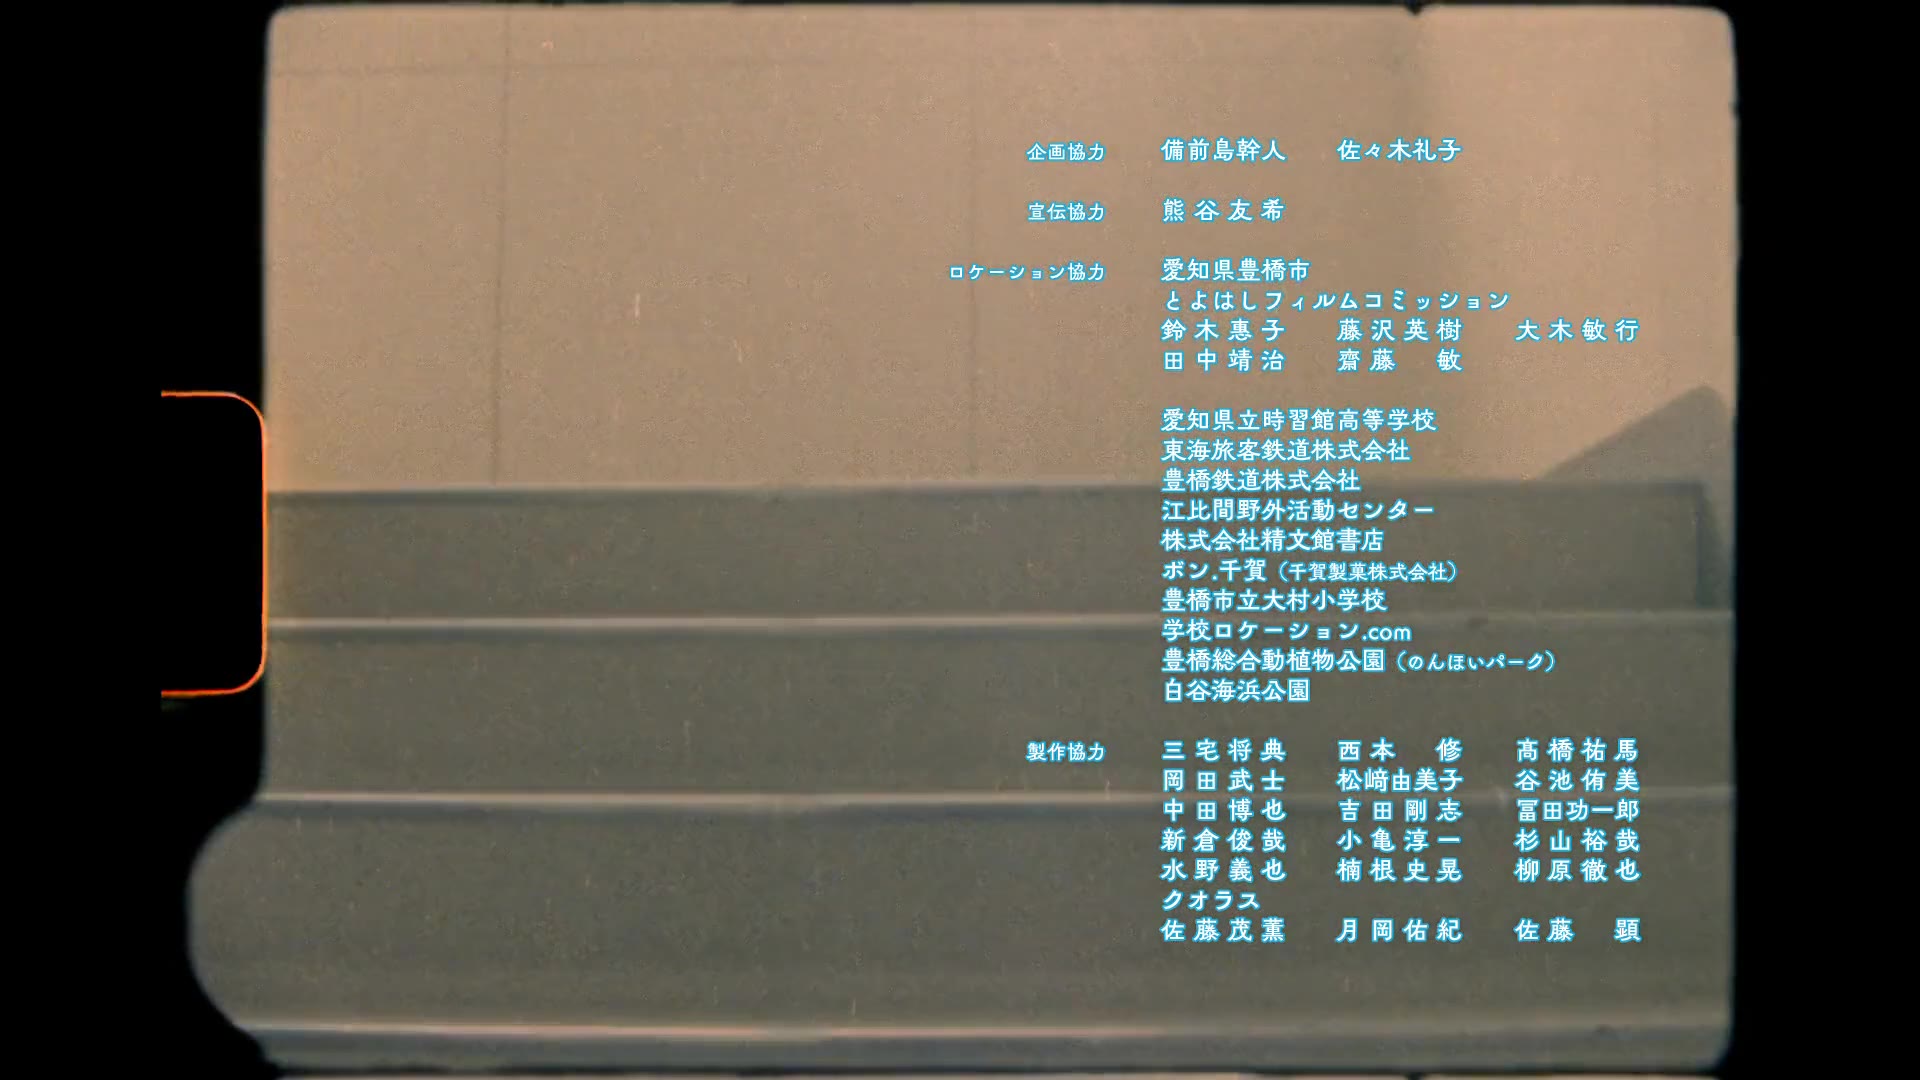 企画協力 備前島幹人 佐々木礼子
宣伝協力 熊谷友希
ロケーション協力 愛知県豊橋市
とよはしフィルムコミッション
鈴木惠子 藤沢英樹 大木敏行
田中靖治 齋藤 敏
愛知県立時習館高等学校
東海旅客鉄道株式会社
豊橋鉄道株式会社
江比間野外活動センター
株式会社精文館書店
ボン.千賀（千賀製菓株式会社）
豊橋市立大村小学校
学校ロケーション.com
豊橋総合動植物公園（のんほいパーク）
白谷海浜公園
製作協力 三宅将典 西本 修 髙橋祐馬
岡田武士 松﨑由美子 谷池侑美
中田博也 吉田剛志 冨田功一郎
新倉俊哉 小亀淳一 杉山裕哉
水野義也 楠根史晃 柳原徹也
クオラス
佐藤茂薫 月岡佑紀 佐藤 顕